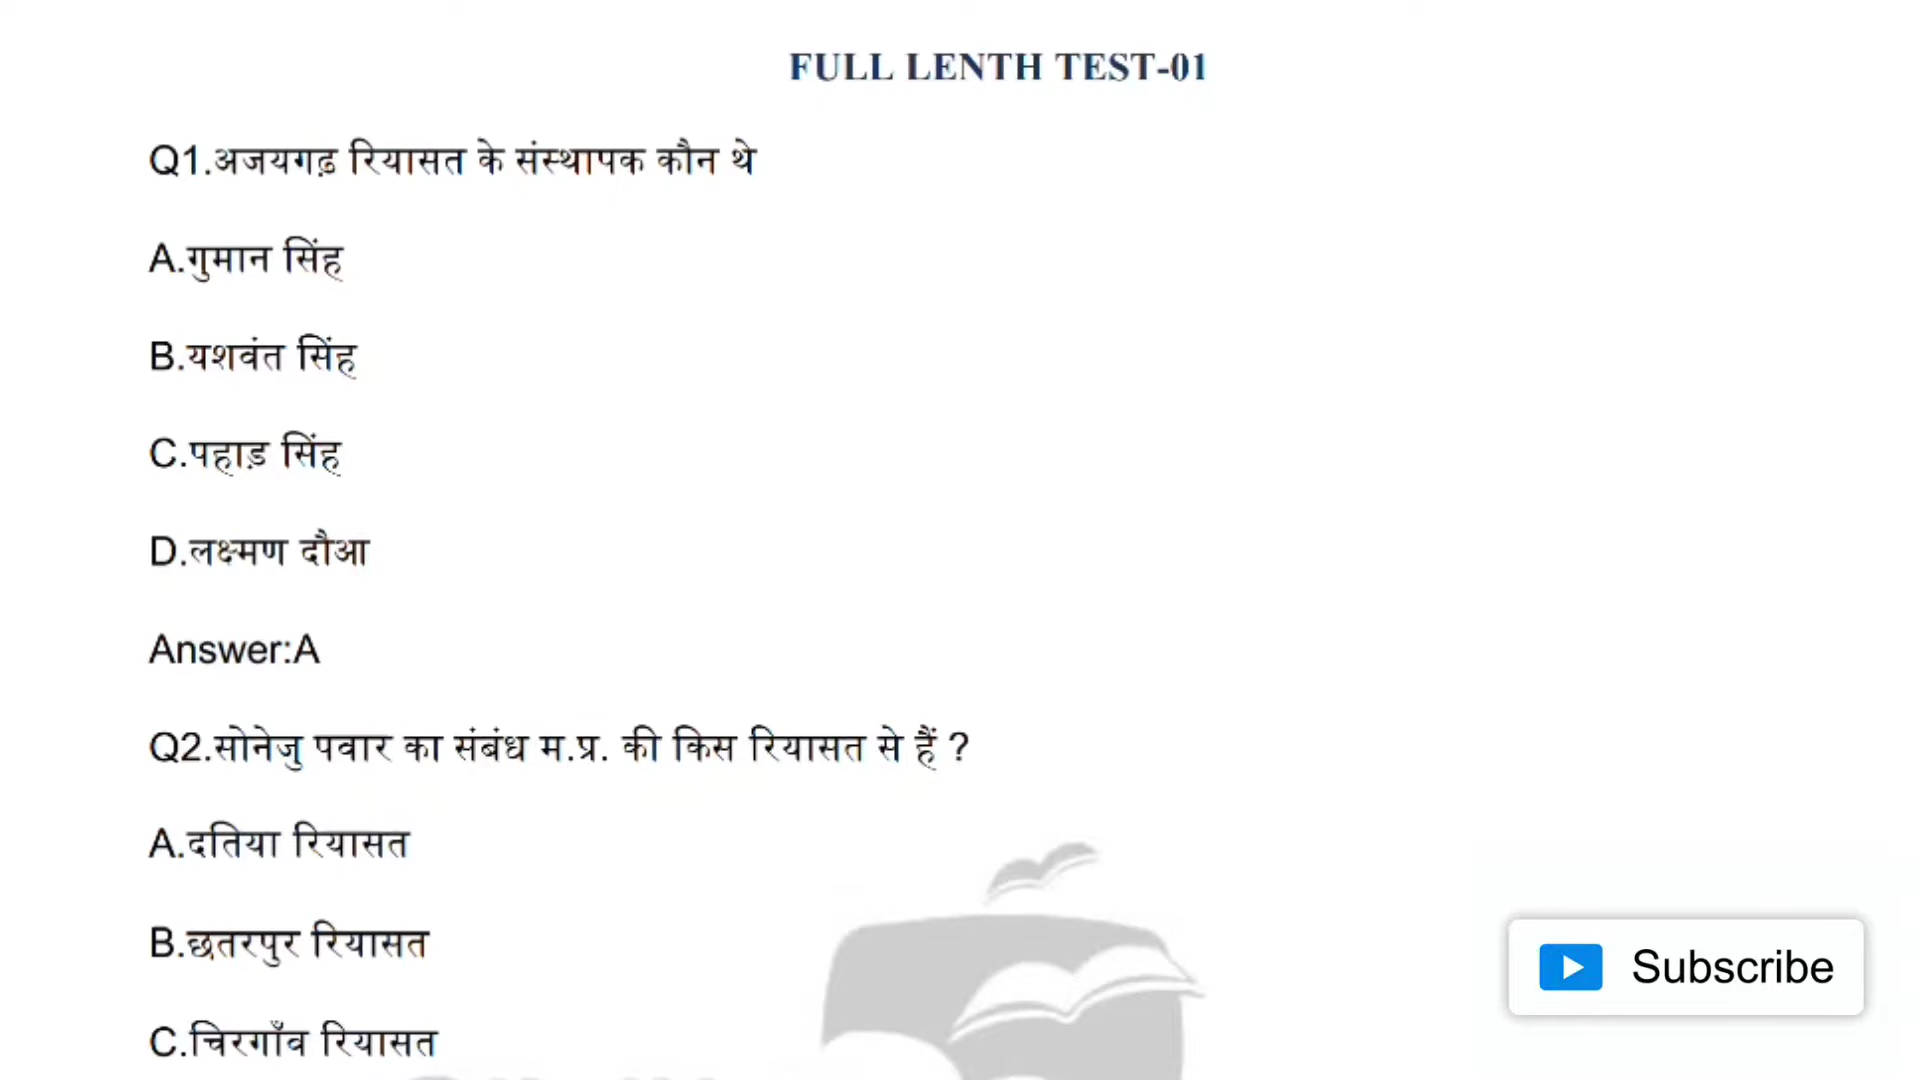 FULL LENTH TEST-01
Q1.अजयगढ़ रियासत के संस्थापक कौन थे
A.गुमान सिंह
B.यशवंत सिंह
C.पहाड़ सिंह
D.लक्ष्मण दौआ
Answer:A
Q2.सोनेजु पवार का संबंध म.प्र. की किस रियासत से हैं ?
A.दतिया रियासत
B.छतरपुर रियासत
Subscribe
C.चिरगाँव रियासत